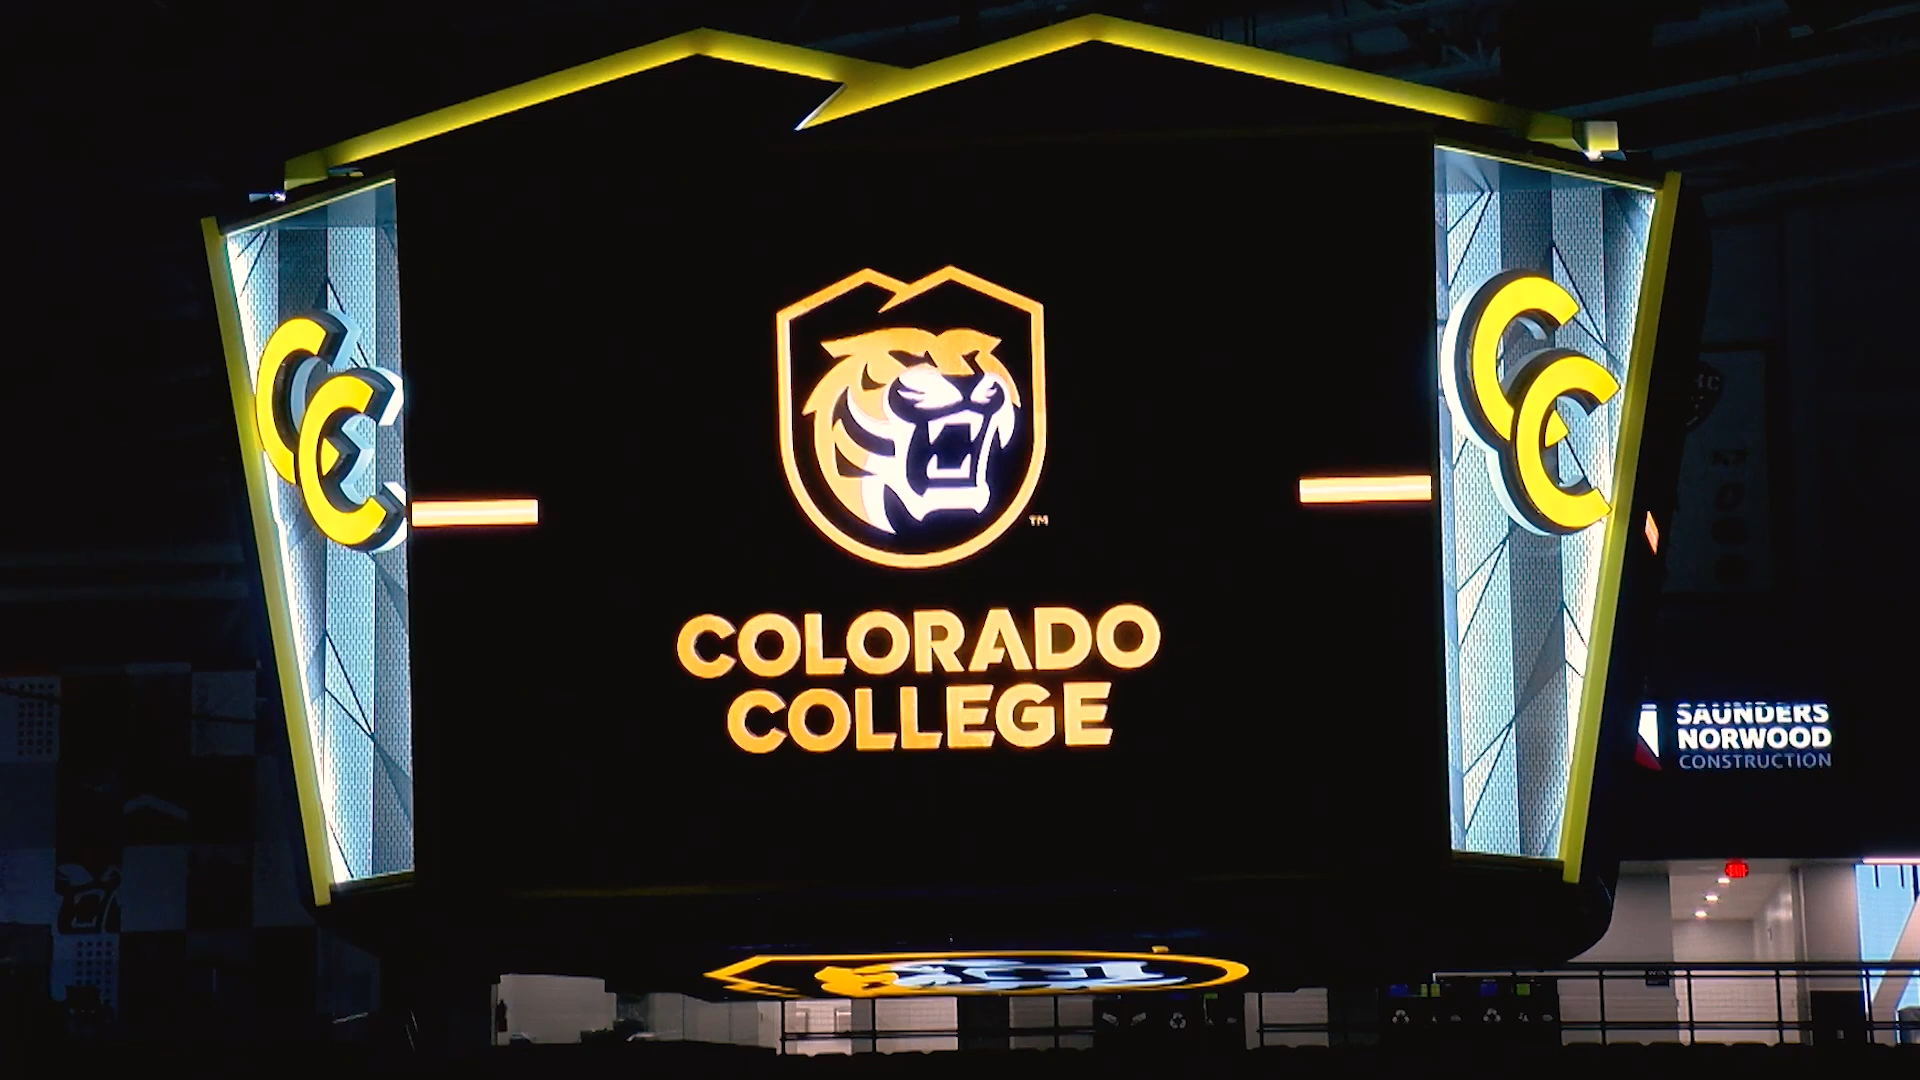 CC
CC
TM
COLORADO
COLLEGE
SAUNDERS
NORWOOD
CONSTRUCTION